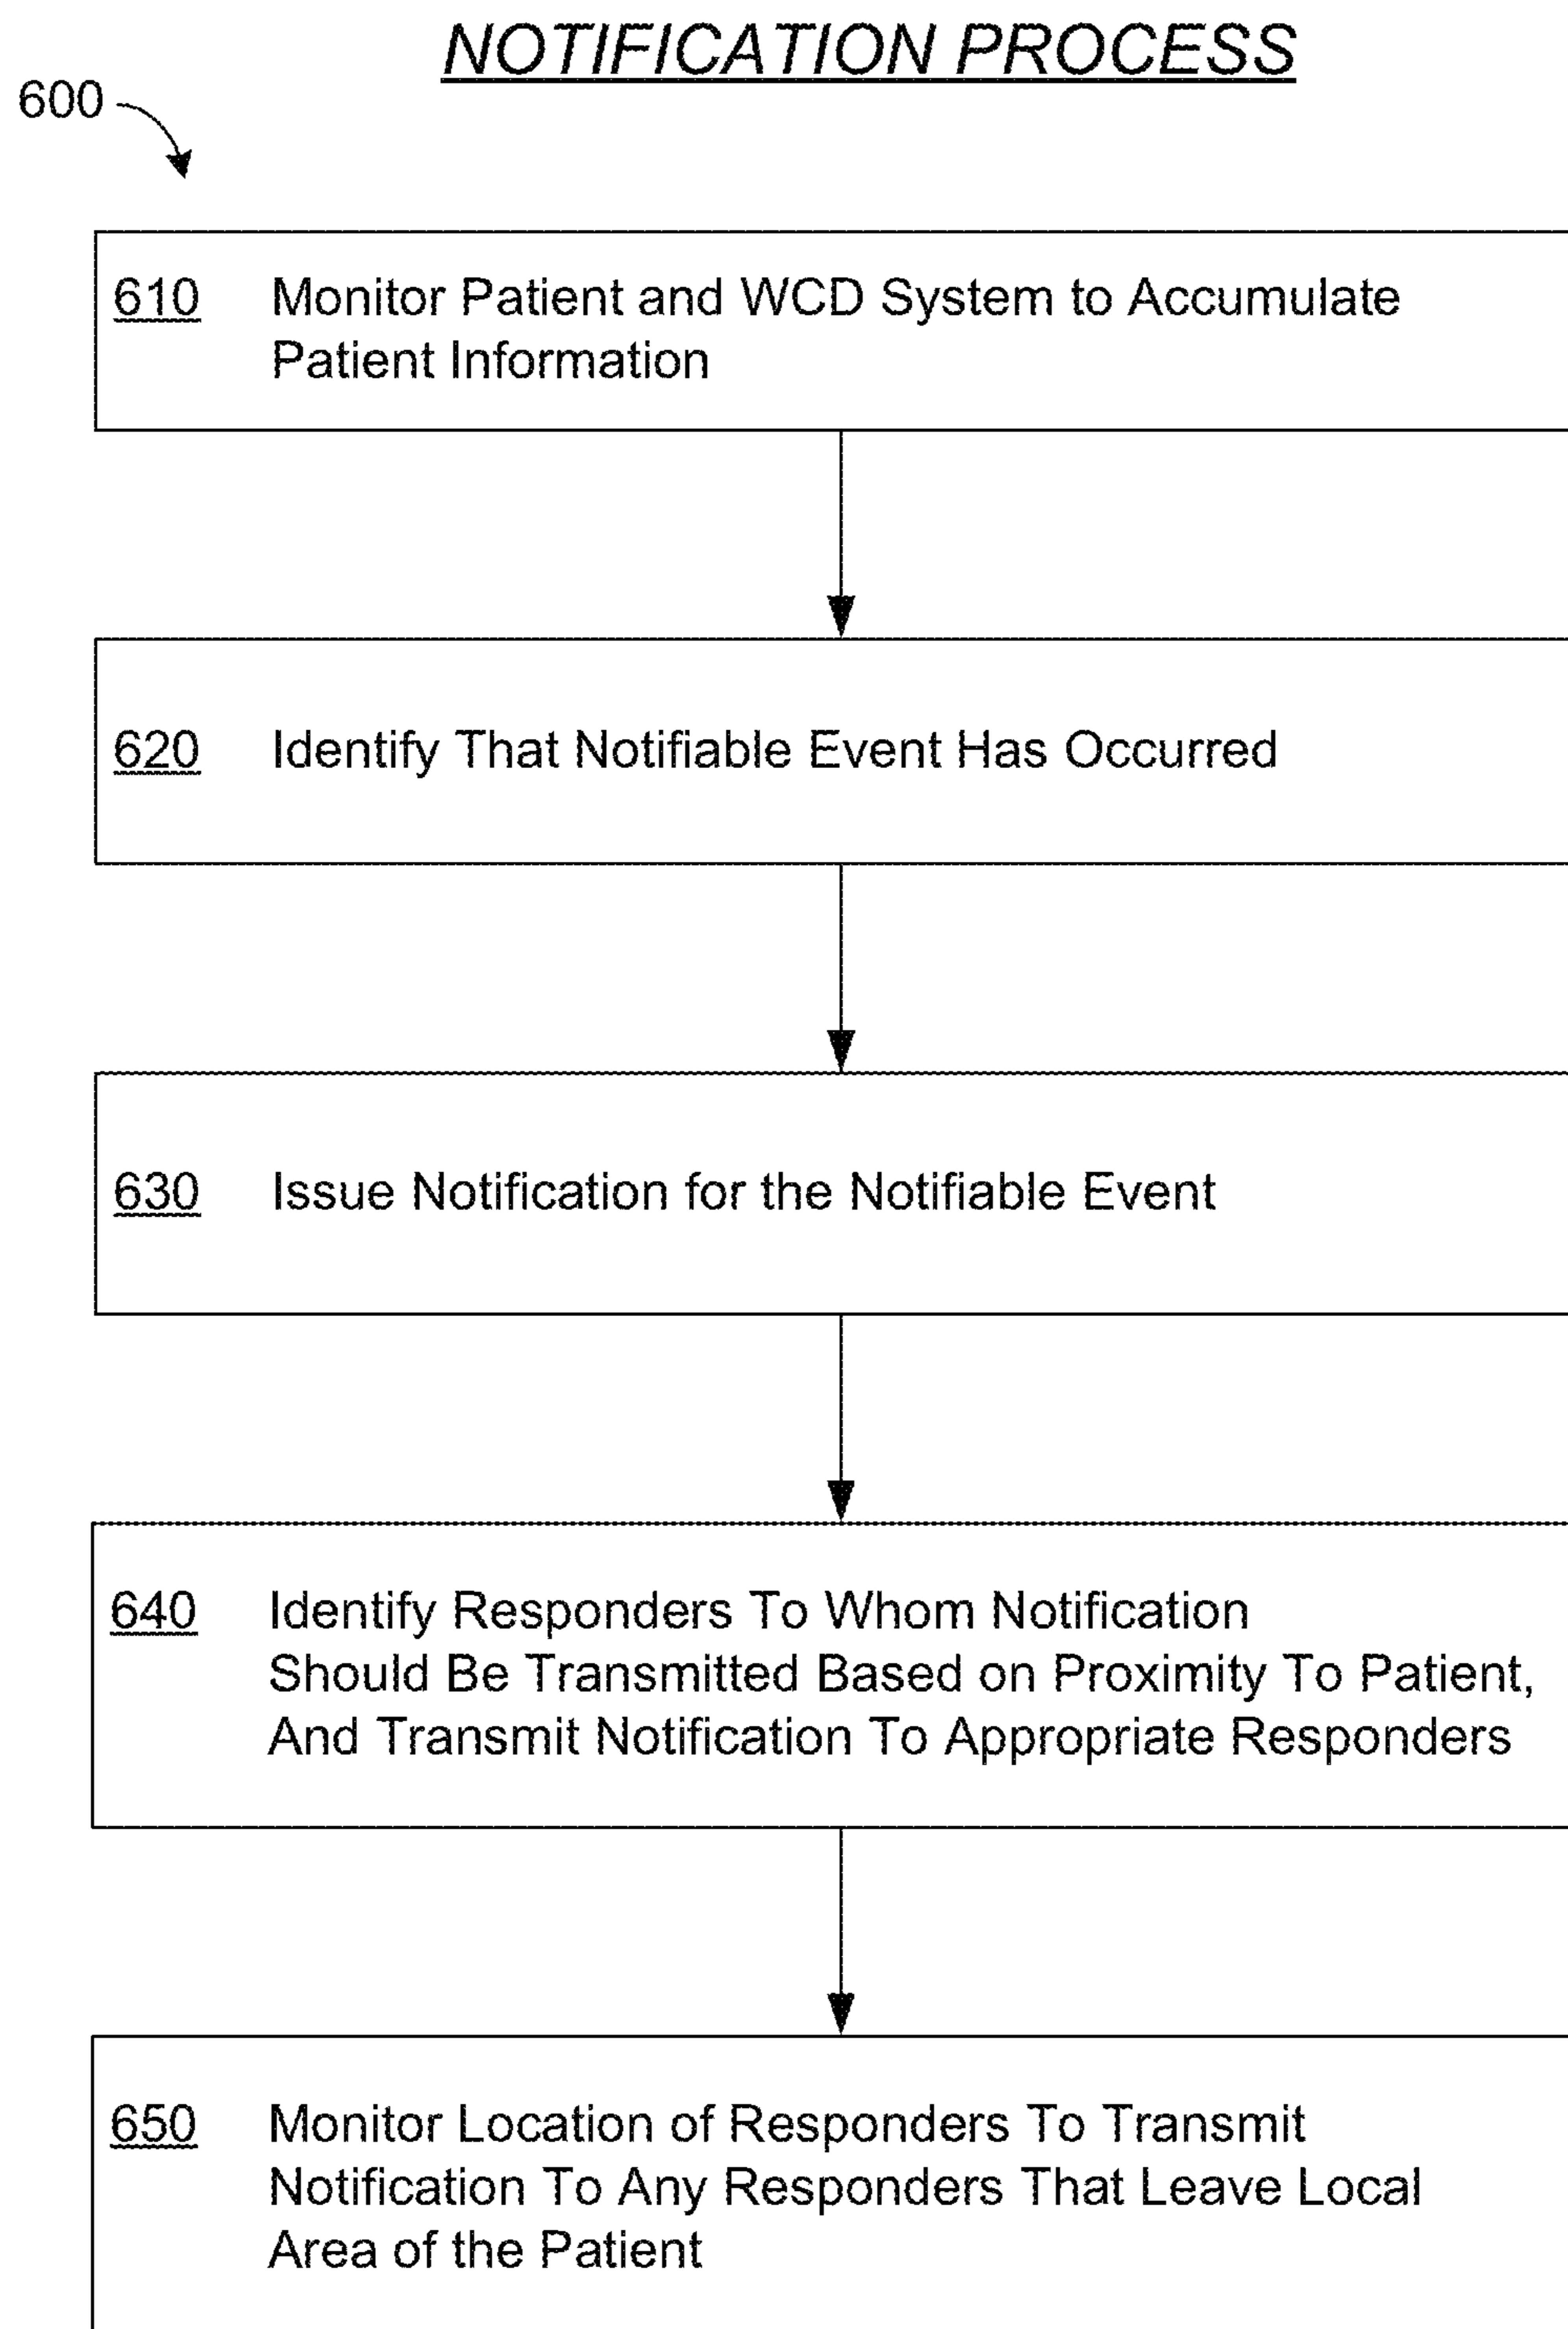 NOTIFICATION PROCESS
600
610 Monitor Patient and WCD System to Accumulate
Patient Information
620 Identify That Notifiable Event Has Occurred
630 Issue Notification for the Notifiable Event
640 Identify Responders To Whom Notification
Should Be Transmitted Based on Proximity To Patient,
And Transmit Notification To Appropriate Responders
650 Monitor Location of Responders To Transmit
Notification To Any Responders That Leave Local
Area of the Patient